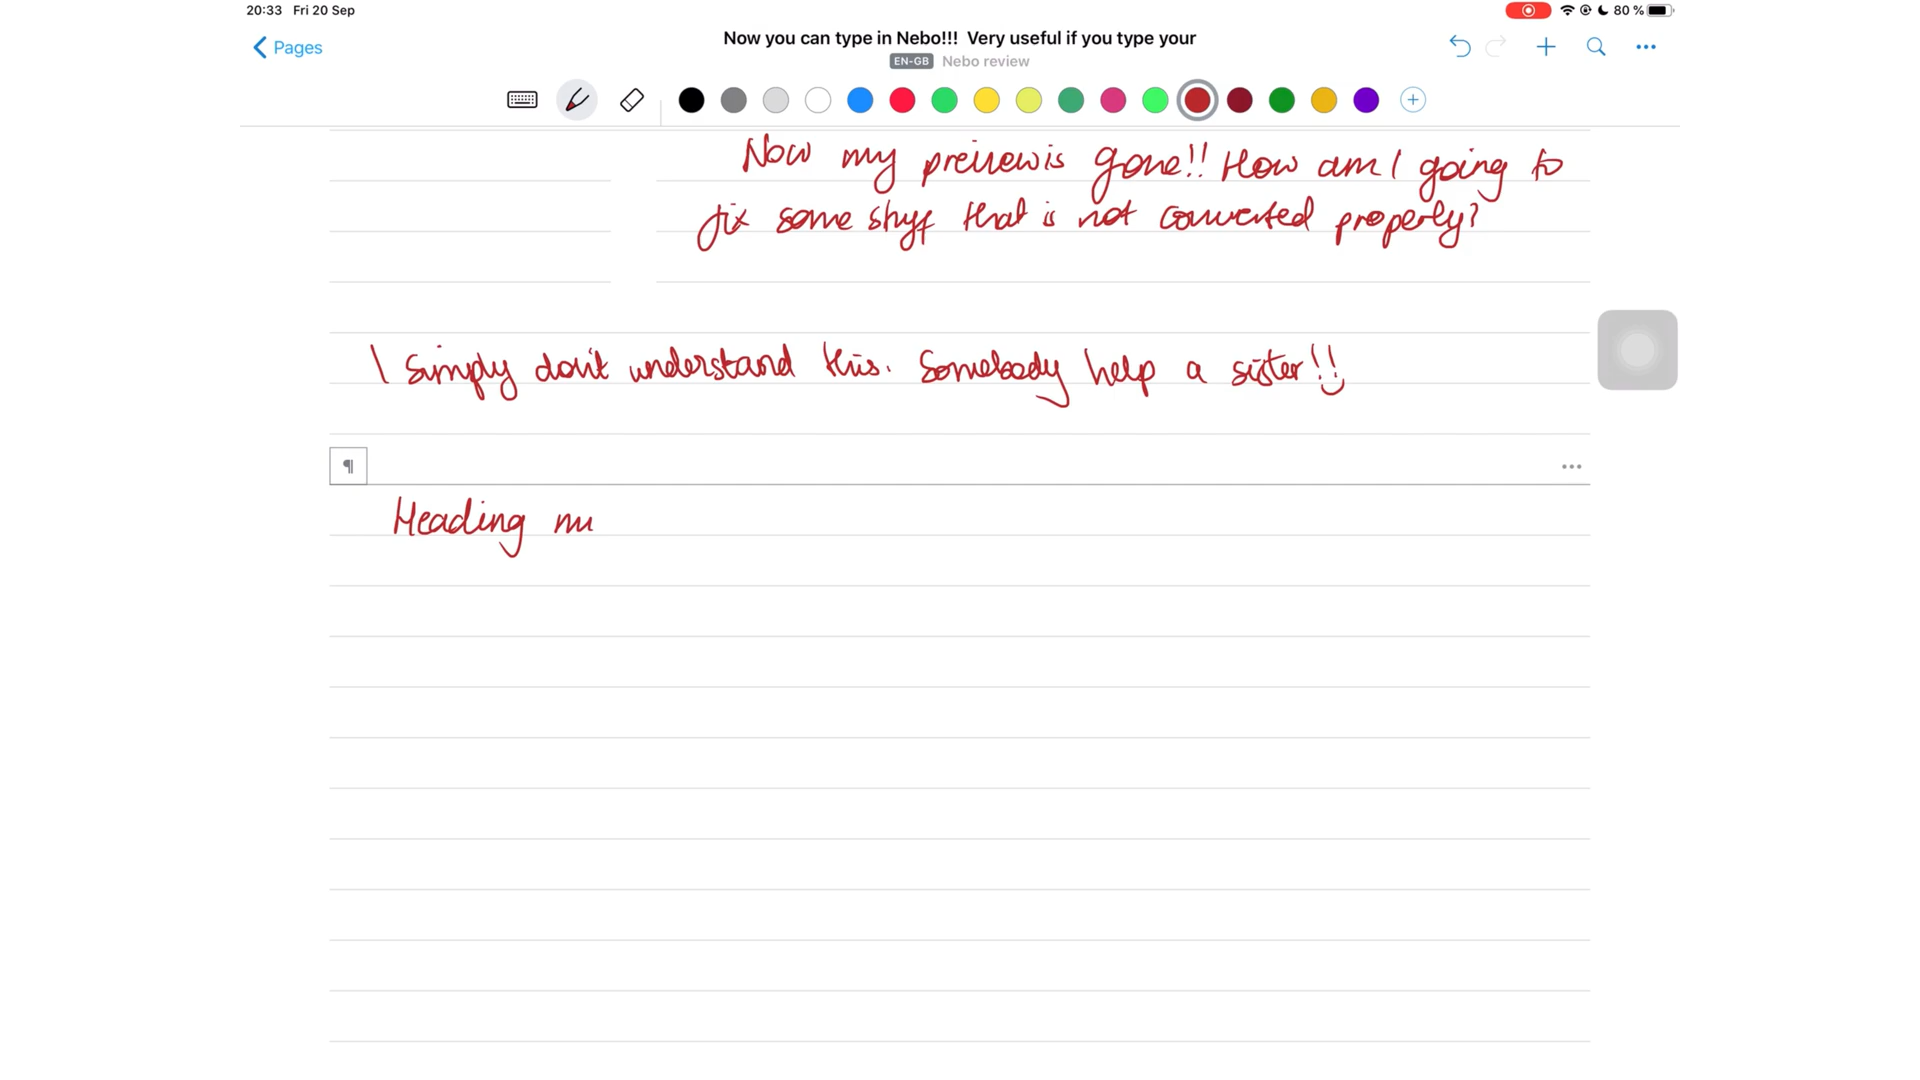 20:33 Fri 20 Sep 80 %
Now you can type in Nebo!!! Very useful if you type your
Pages
EN-GB Nebo review
Now my preivew is gone!! How am I going to
fix some stuff that is not converted properly?
I simply don't understand this. Somebody help a sister!!
¶
Heading nu